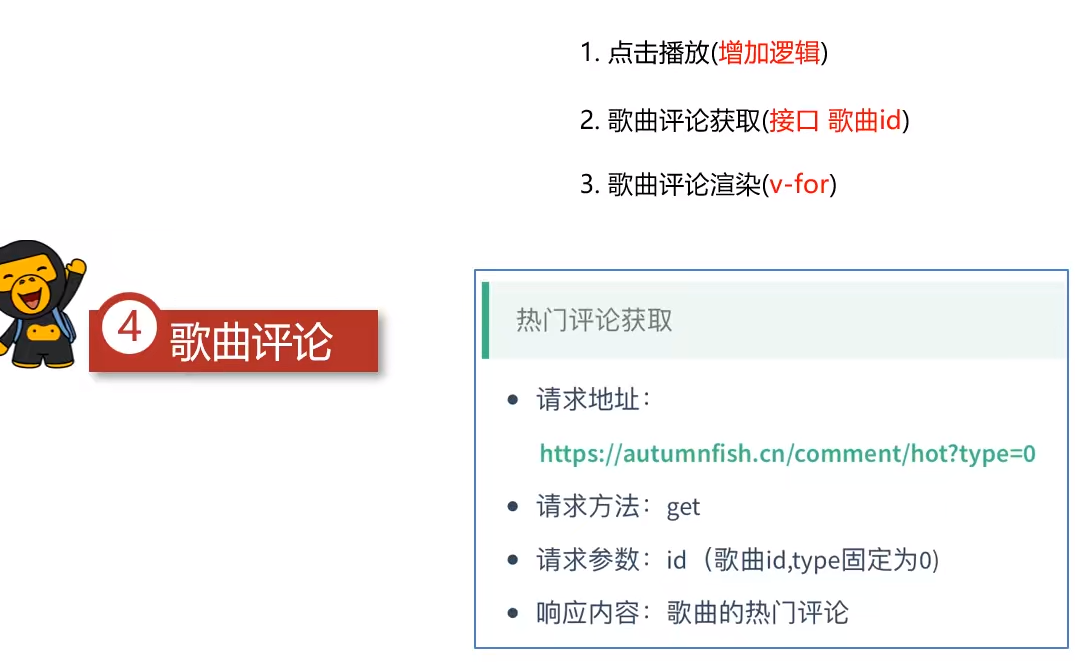 1. 点击播放(增加逻辑)
2. 歌曲评论获取(接口 歌曲id)
3. 歌曲评论渲染(v-for)
4 歌曲评论
热门评论获取
请求地址：
https://autumnfish.cn/comment/hot?type=0
请求方法：get
请求参数：id（歌曲id,type固定为0)
响应内容：歌曲的热门评论